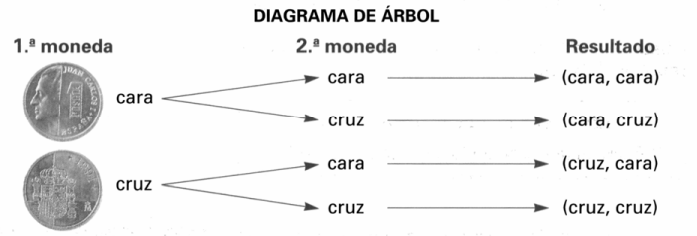 DIAGRAMA DE ÁRBOL
1.ª moneda 2.ª moneda Resultado
cara (cara, cara)
cara
cruz (cara, cruz)
cara (cruz, cara)
cruz
cruz (cruz, cruz)